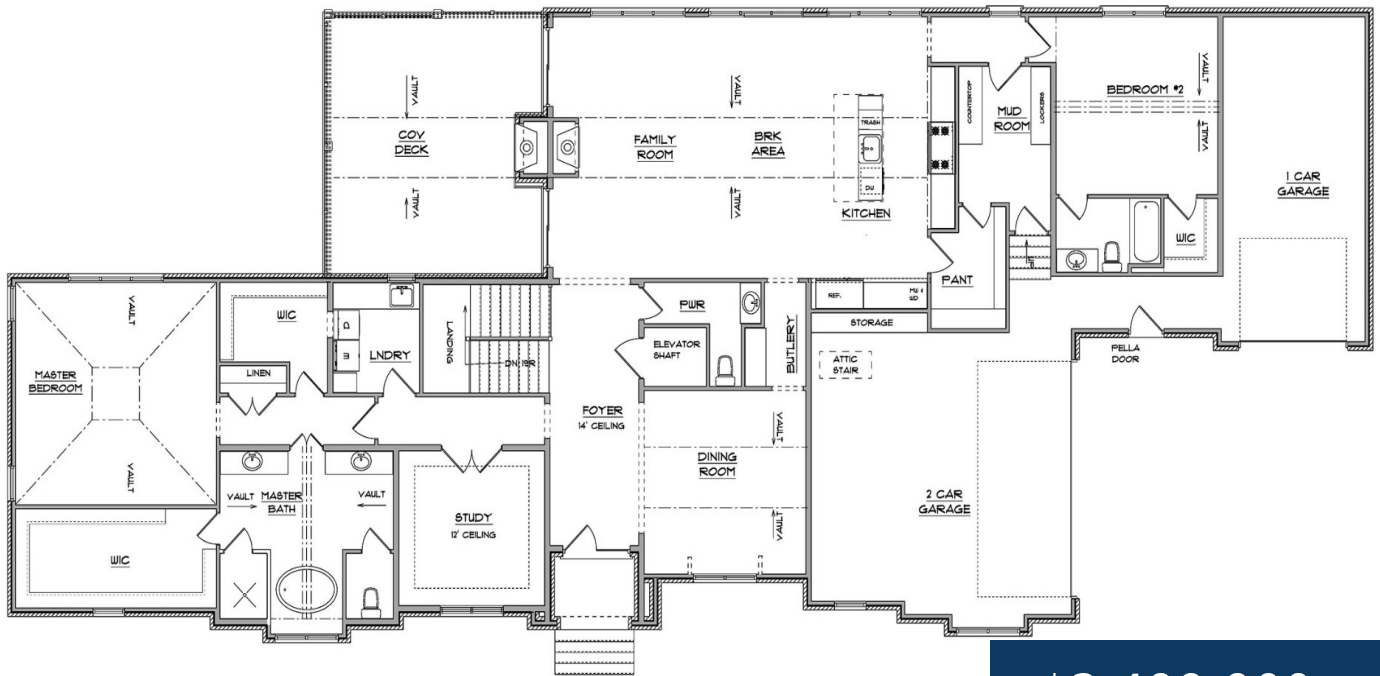 VAULT
COV
DECK
VAULT
VAULT
FAMILY
ROOM
BRK
AREA
VAULT
TRASH
DW
KITCHEN
COUNTERTOP
MUD
ROOM
LOCKERS
BEDROOM #2
VAULT
VAULT
1 CAR
GARAGE
WIC
PANT
UP
REF.
STORAGE
ATTIC
STAIR
PELLA
DOOR
VAULT
MASTER
BEDROOM
VAULT
WIC
LINEN
D
W
LNDRY
LANDING
DN. 18R
PWR
ELEVATOR
SHAFT
BUTLERY
FOYER
14' CEILING
VAULT
DINING
ROOM
VAULT
VAULT
MASTER
BATH
VAULT
STUDY
12' CEILING
WIC
2 CAR
GARAGE